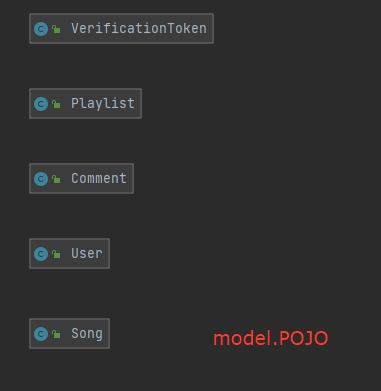 VerificationToken
Playlist
Comment
User
Song
model.POJO